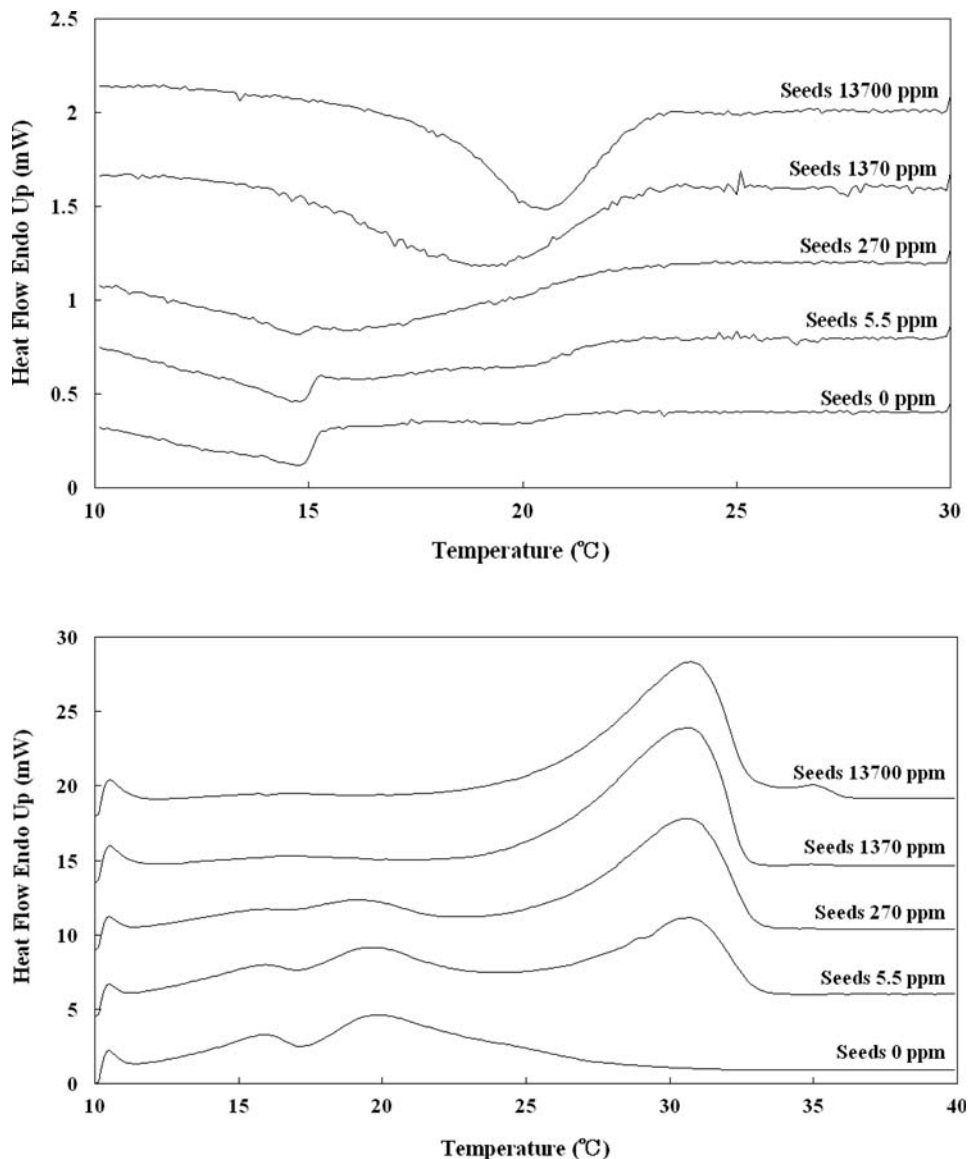 2.5
2
1.5
1
0.5
0
Heat Flow Endo Up (mW)
Seeds 13700 ppm
Seeds 1370 ppm
Seeds 270 ppm
Seeds 5.5 ppm
Seeds 0 ppm
10 15 20 25 30
Temperature (℃)
30
25
20
15
10
5
0
Heat Flow Endo Up (mW)
Seeds 13700 ppm
Seeds 1370 ppm
Seeds 270 ppm
Seeds 5.5 ppm
Seeds 0 ppm
10 15 20 25 30 35 40
Temperature (℃)